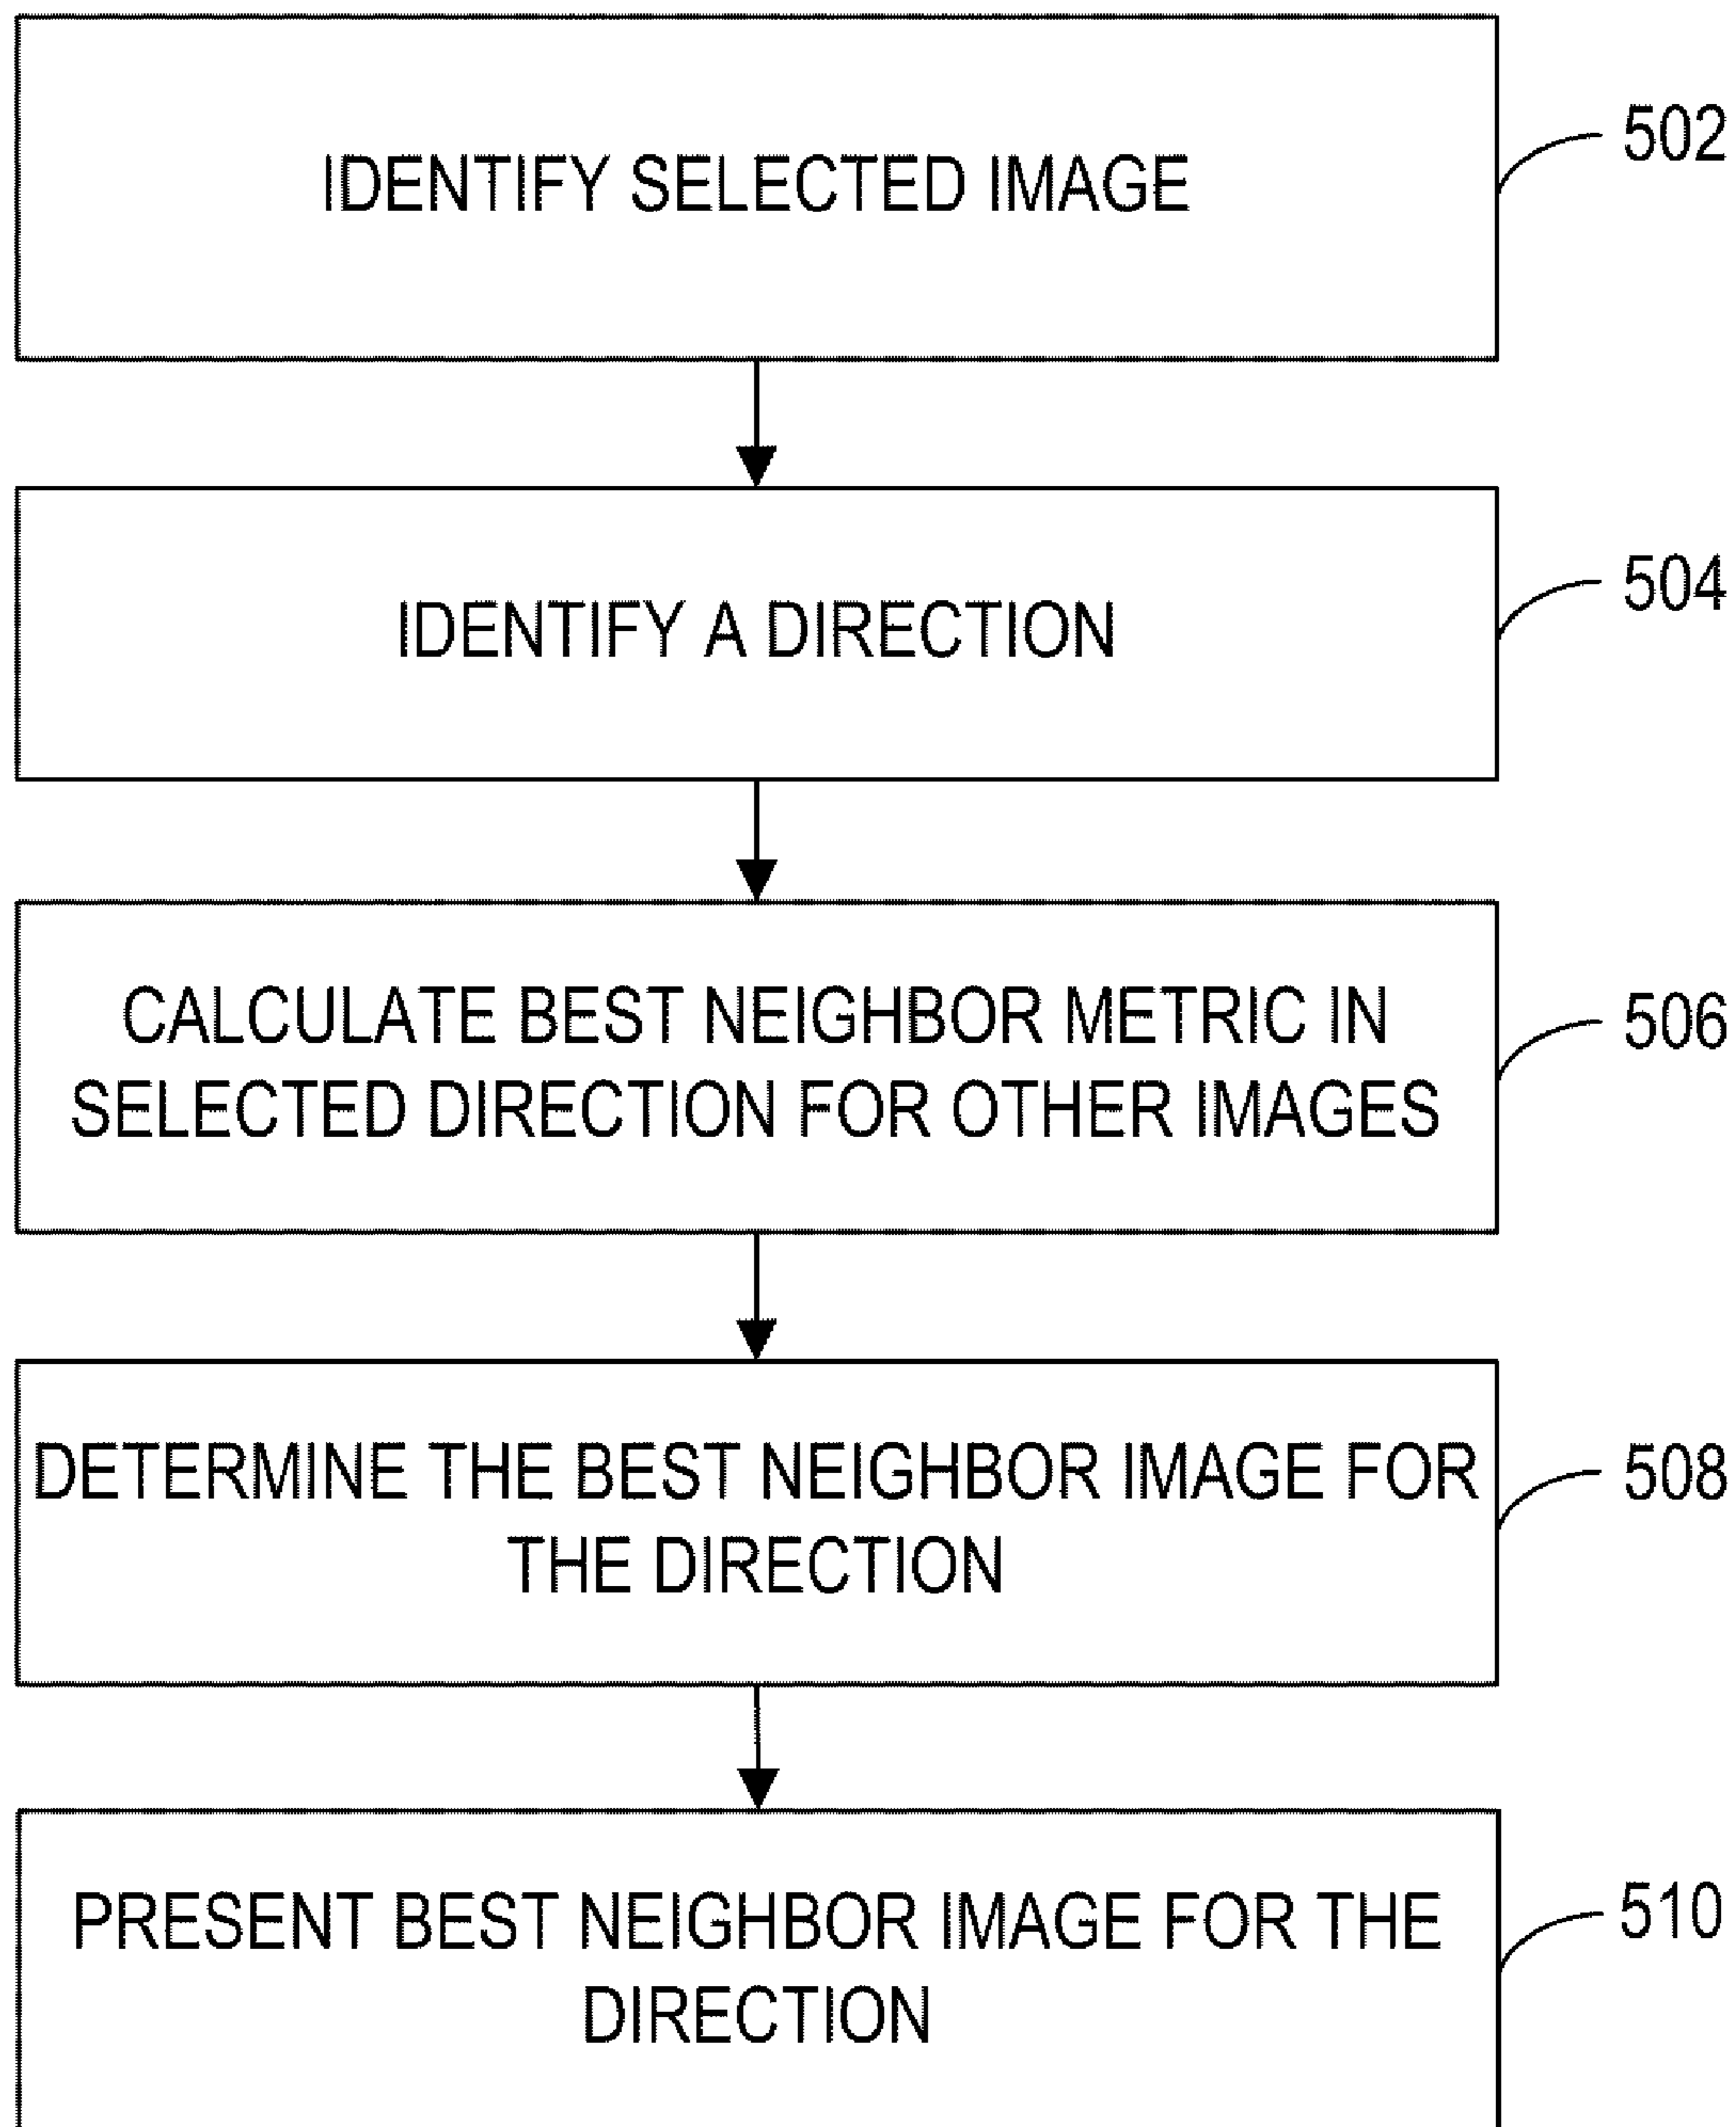 IDENTIFY SELECTED IMAGE
502
IDENTIFY A DIRECTION
504
CALCULATE BEST NEIGHBOR METRIC IN
SELECTED DIRECTION FOR OTHER IMAGES
506
DETERMINE THE BEST NEIGHBOR IMAGE FOR
THE DIRECTION
508
PRESENT BEST NEIGHBOR IMAGE FOR THE
DIRECTION
510